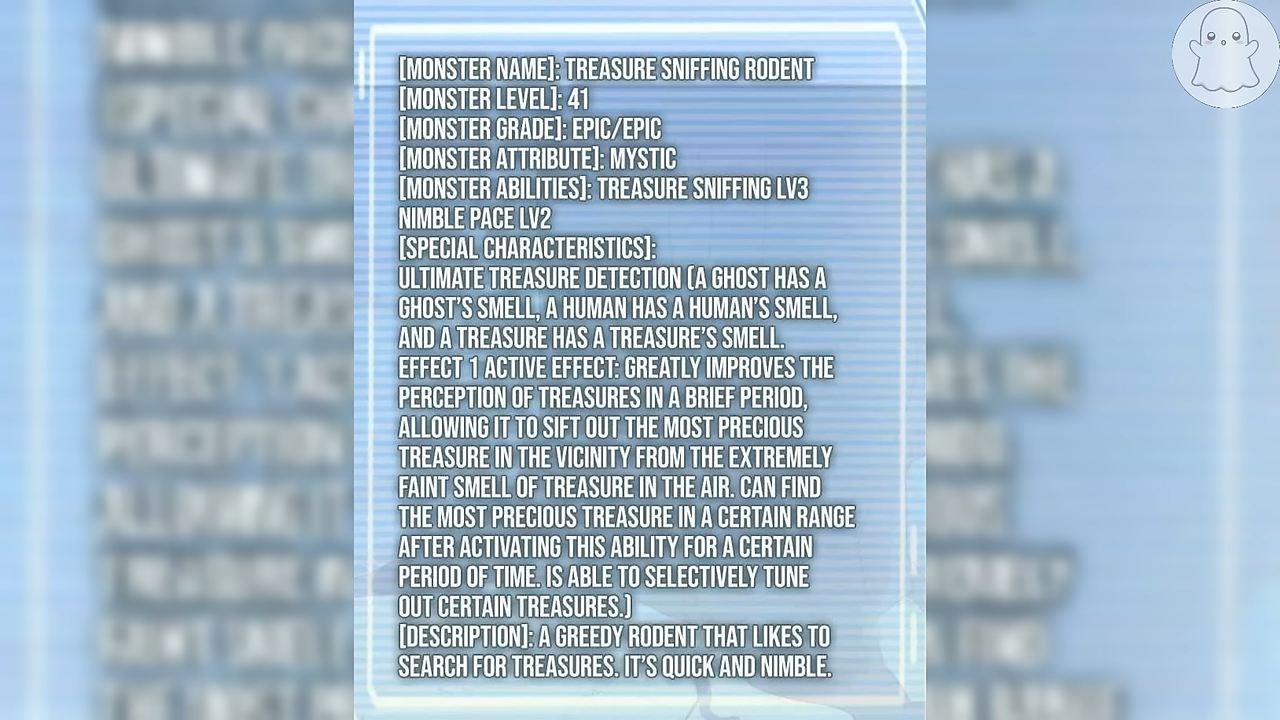 [MONSTER NAME]: TREASURE SNIFFING RODENT
[MONSTER LEVEL]: 41
[MONSTER GRADE]: EPIC/EPIC
[MONSTER ATTRIBUTE]: MYSTIC
[MONSTER ABILITIES]: TREASURE SNIFFING LV3
NIMBLE PACE LV2
[SPECIAL CHARACTERISTICS]:
ULTIMATE TREASURE DETECTION (A GHOST HAS A
GHOST'S SMELL, A HUMAN HAS A HUMAN'S SMELL,
AND A TREASURE HAS A TREASURE'S SMELL.
EFFECT 1 ACTIVE EFFECT: GREATLY IMPROVES THE
PERCEPTION OF TREASURES IN A BRIEF PERIOD,
ALLOWING IT TO SIFT OUT THE MOST PRECIOUS
TREASURE IN THE VICINITY FROM THE EXTREMELY
FAINT SMELL OF TREASURE IN THE AIR. CAN FIND
THE MOST PRECIOUS TREASURE IN A CERTAIN RANGE
AFTER ACTIVATING THIS ABILITY FOR A CERTAIN
PERIOD OF TIME. IS ABLE TO SELECTIVELY TUNE
OUT CERTAIN TREASURES.)
[DESCRIPTION]: A GREEDY RODENT THAT LIKES TO
SEARCH FOR TREASURES. IT'S QUICK AND NIMBLE.